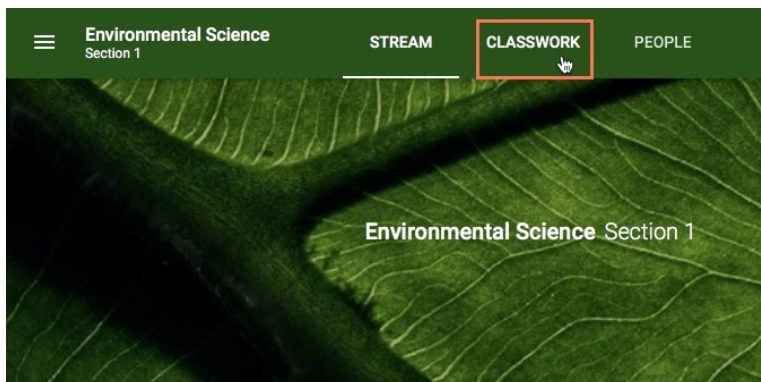 Environmental Science
Section 1
STREAM CLASSWORK PEOPLE
Environmental Science Section 1